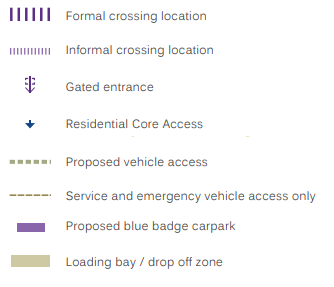 Formal crossing location
Informal crossing location
Gated entrance
Residential Core Access
Proposed vehicle access
Service and emergency vehicle access only
Proposed blue badge carpark
Loading bay / drop off zone